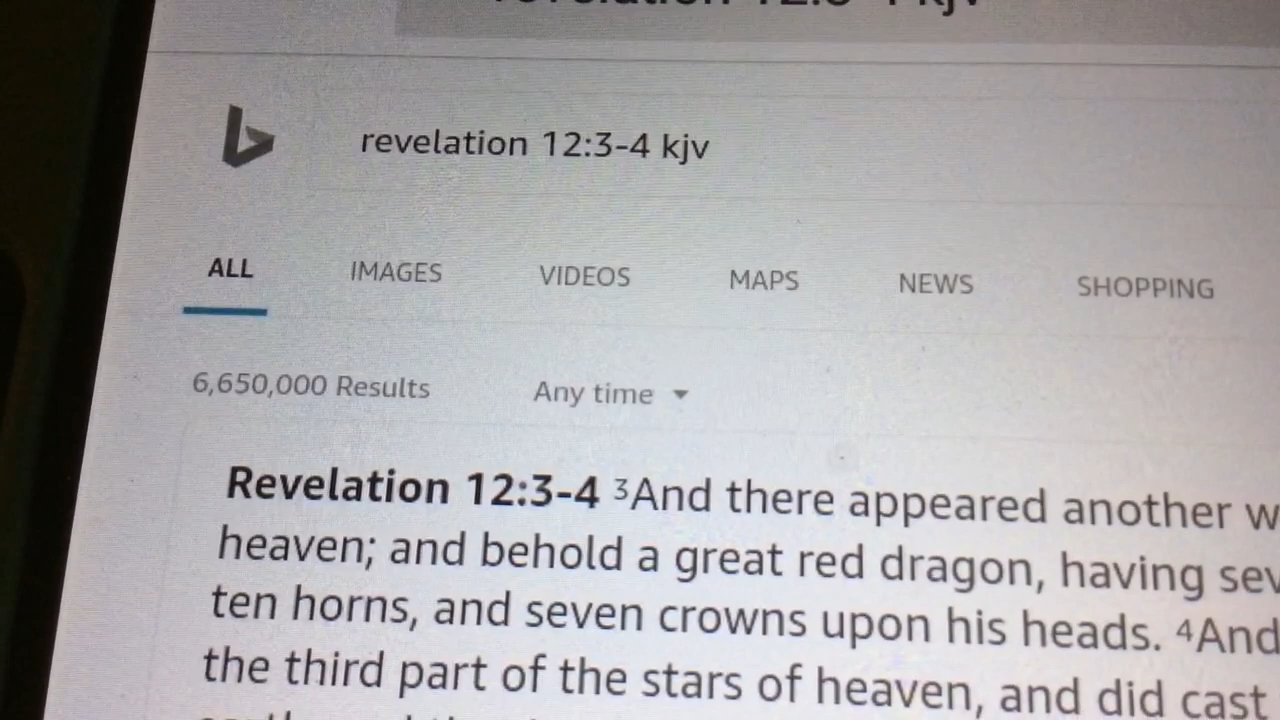 revelation 12:3-4 kjv
ALL IMAGES VIDEOS MAPS NEWS SHOPPING
6,650,000 Results Any time
Revelation 12:3-4 ³And there appeared another w
heaven; and behold a great red dragon, having sev
ten horns, and seven crowns upon his heads. ⁴And
the third part of the stars of heaven, and did cast